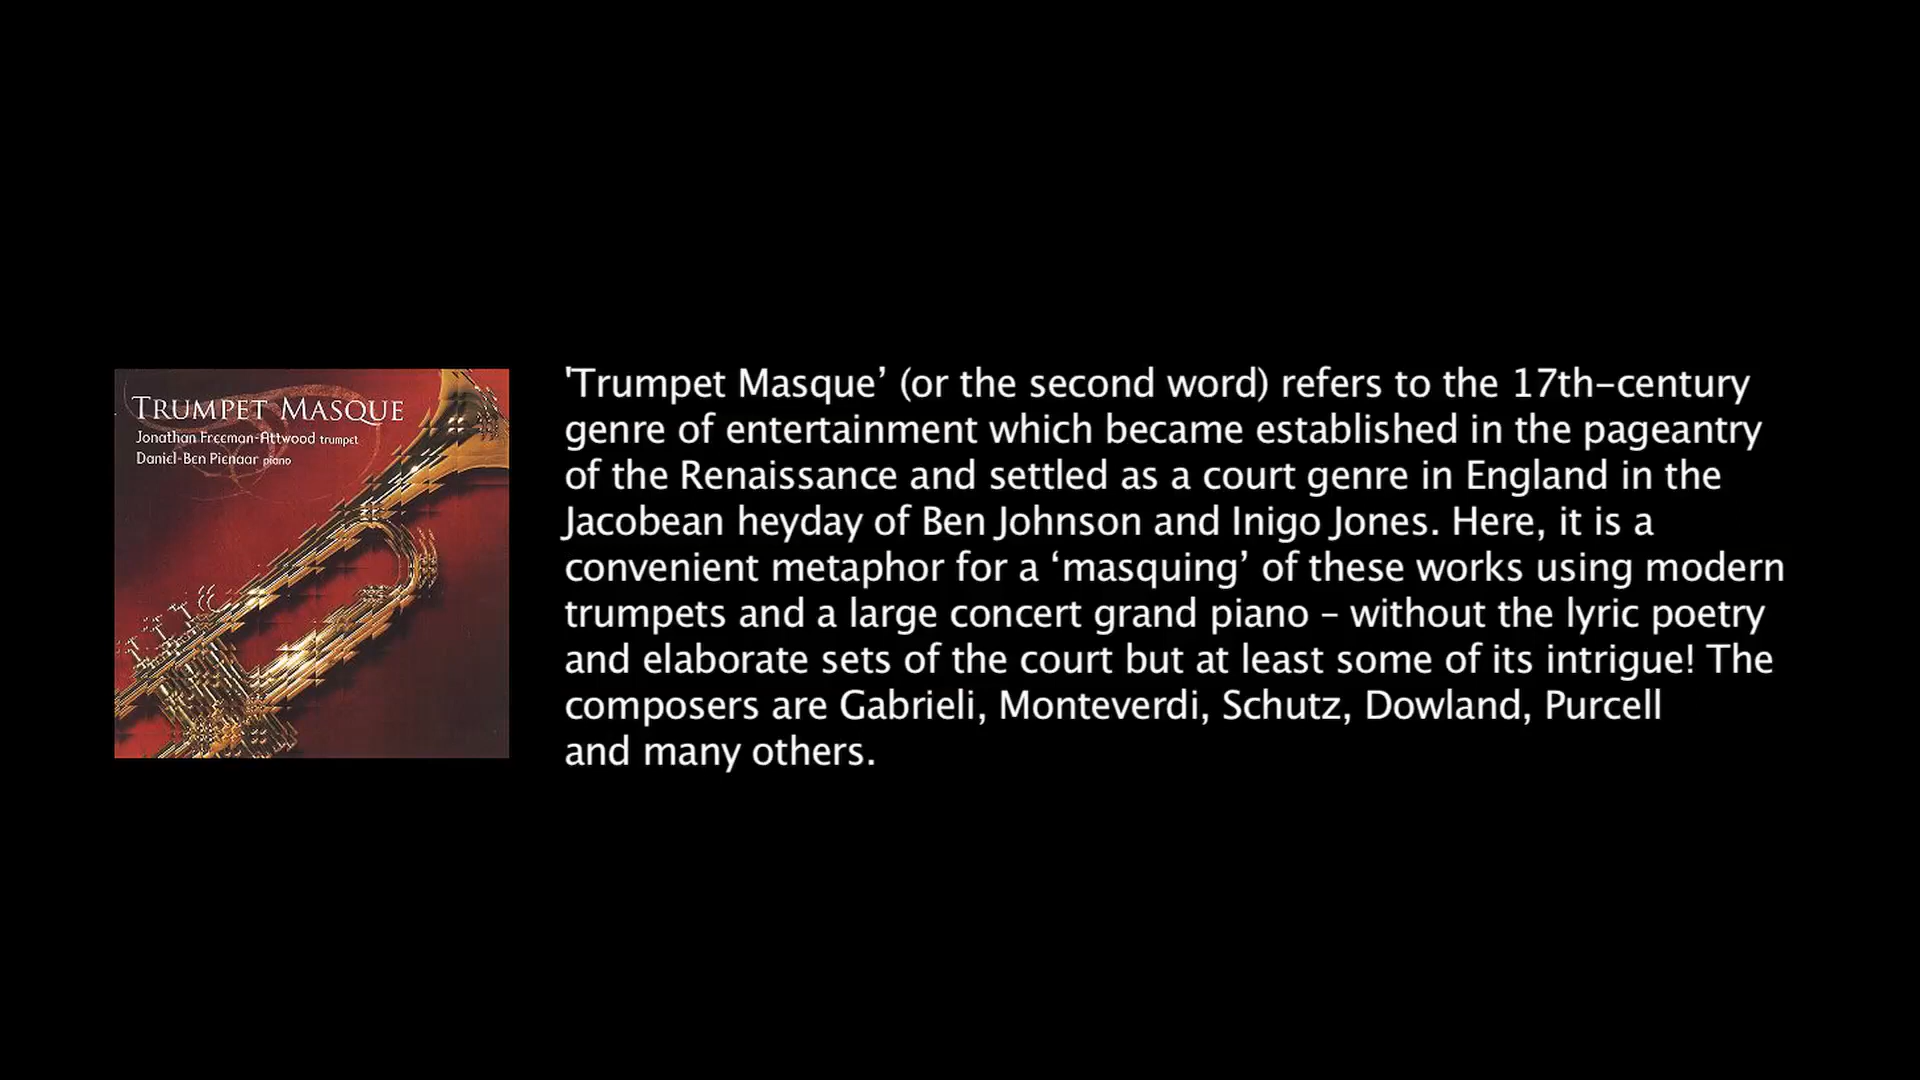 TRUMPET MASQUE
Jonathan Freeman-Attwood trumpet
Daniel-Ben Pienaar piano
'Trumpet Masque’ (or the second word) refers to the 17th-century
genre of entertainment which became established in the pageantry
of the Renaissance and settled as a court genre in England in the
Jacobean heyday of Ben Johnson and Inigo Jones. Here, it is a
convenient metaphor for a ‘masquing’ of these works using modern
trumpets and a large concert grand piano – without the lyric poetry
and elaborate sets of the court but at least some of its intrigue! The
composers are Gabrieli, Monteverdi, Schutz, Dowland, Purcell
and many others.